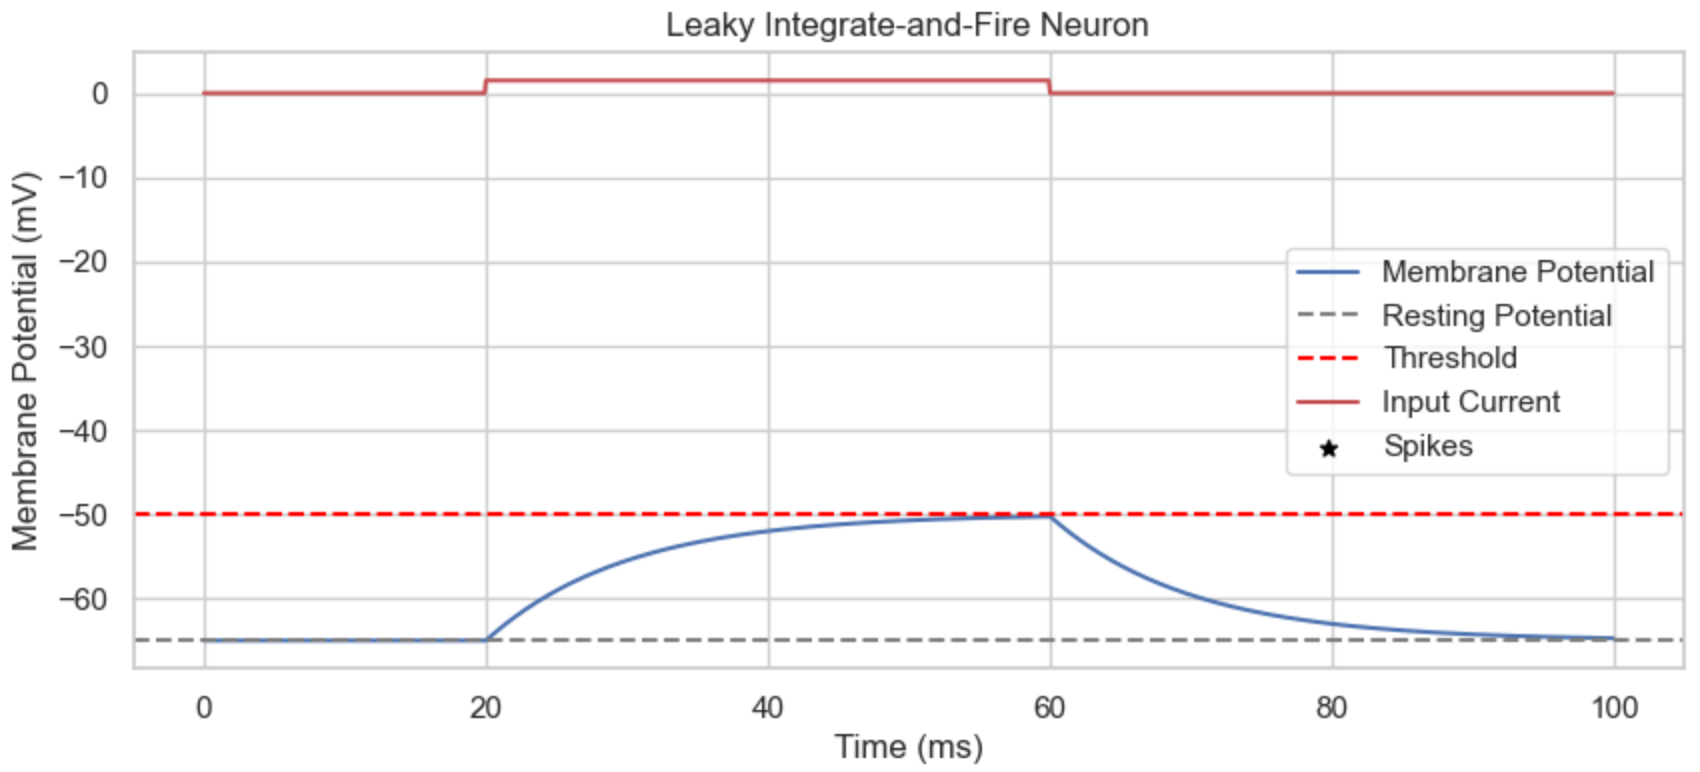 Leaky Integrate-and-Fire Neuron
Membrane Potential (mV)
0
−10
−20
−30
−40
−50
−60
Membrane Potential
Resting Potential
Threshold
Input Current
Spikes
0 20 40 60 80 100
Time (ms)